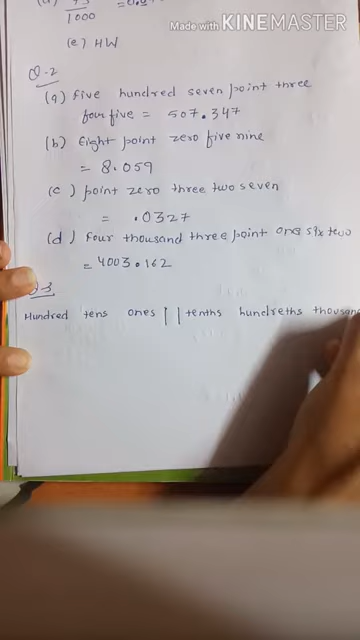 1000
Made with KINEMASTER
(e) HW
Q-2
(a) five hundred seven point three
four five = 507.347
(b) Eight point zero five nine
= 8.059
(c) point zero three two seven
= .0327
(d) four thousand three point one six two
= 4003.162
Hundred tens ones || tenths hundreths